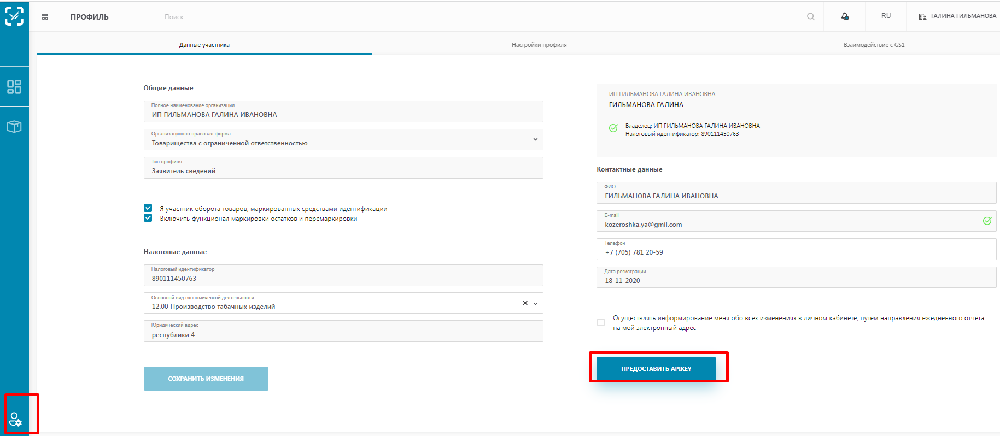 ПРОФИЛЬ
Поиск
RU
ГАЛИНА ГИЛЬМАНОВА
Данные участника
Настройки профиля
Взаимодействие с GS1
Общие данные
Полное наименование организации
ИП ГИЛЬМАНОВА ГАЛИНА ИВАНОВНА
Организационно-правовая форма
Товарищества с ограниченной ответственностью
Тип профиля
Заявитель сведений
Я участник оборота товаров, маркированных средствами идентификации
Включить функционал маркировки остатков и перемаркировки
Налоговые данные
Налоговый идентификатор
890111450763
Основной вид экономической деятельности
12.00 Производство табачных изделий
Юридический адрес
республики 4
СОХРАНИТЬ ИЗМЕНЕНИЯ
ИП ГИЛЬМАНОВА ГАЛИНА ИВАНОВНА
ГИЛЬМАНОВА ГАЛИНА
Владелец: ИП ГИЛЬМАНОВА ГАЛИНА ИВАНОВНА
Налоговый идентификатор: 890111450763
Контактные данные
ФИО
ГИЛЬМАНОВА ГАЛИНА ИВАНОВНА
E-mail
kozeroshka.ya@gmil.com
Телефон
+7 (705) 781 20-59
Дата регистрации
18-11-2020
Осуществлять информирование меня обо всех изменениях в личном кабинете, путём направления ежедневного отчёта
на мой электронный адрес
ПРЕДОСТАВИТЬ APIKEY